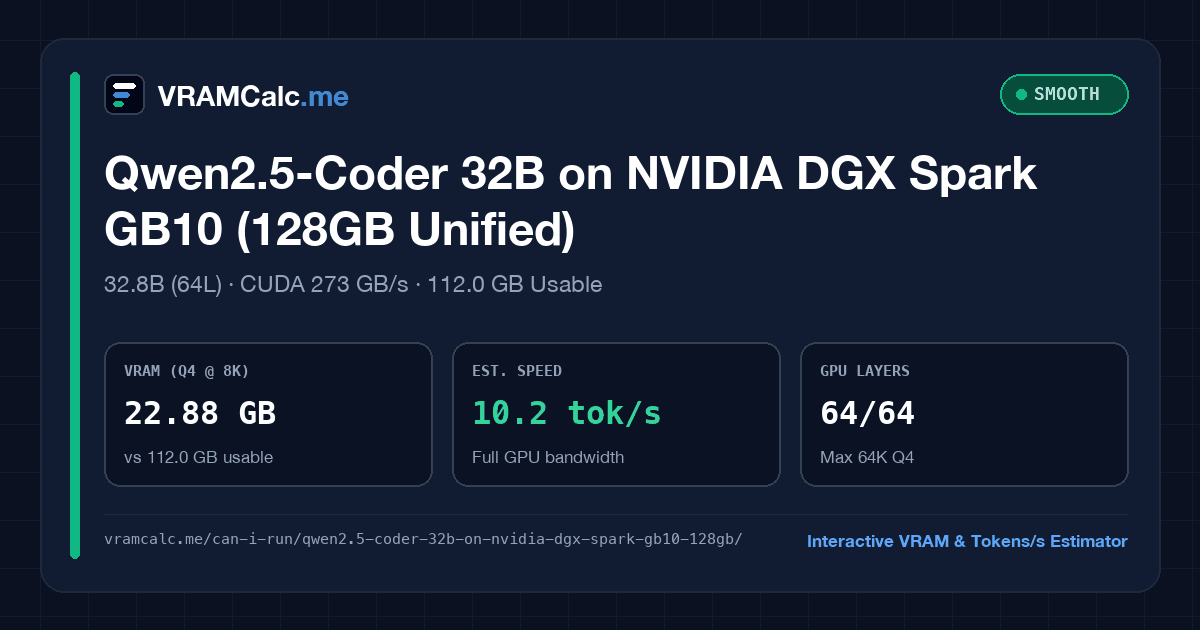 VRAMCalc.me
SMOOTH
Qwen2.5-Coder 32B on NVIDIA DGX Spark
GB10 (128GB Unified)
32.8B (64L) · CUDA 273 GB/s · 112.0 GB Usable
VRAM (Q4 @ 8K)
22.88 GB
vs 112.0 GB usable
EST. SPEED
10.2 tok/s
Full GPU bandwidth
GPU LAYERS
64/64
Max 64K Q4
vramcalc.me/can-i-run/qwen2.5-coder-32b-on-nvidia-dgx-spark-gb10-128gb/
Interactive VRAM & Tokens/s Estimator